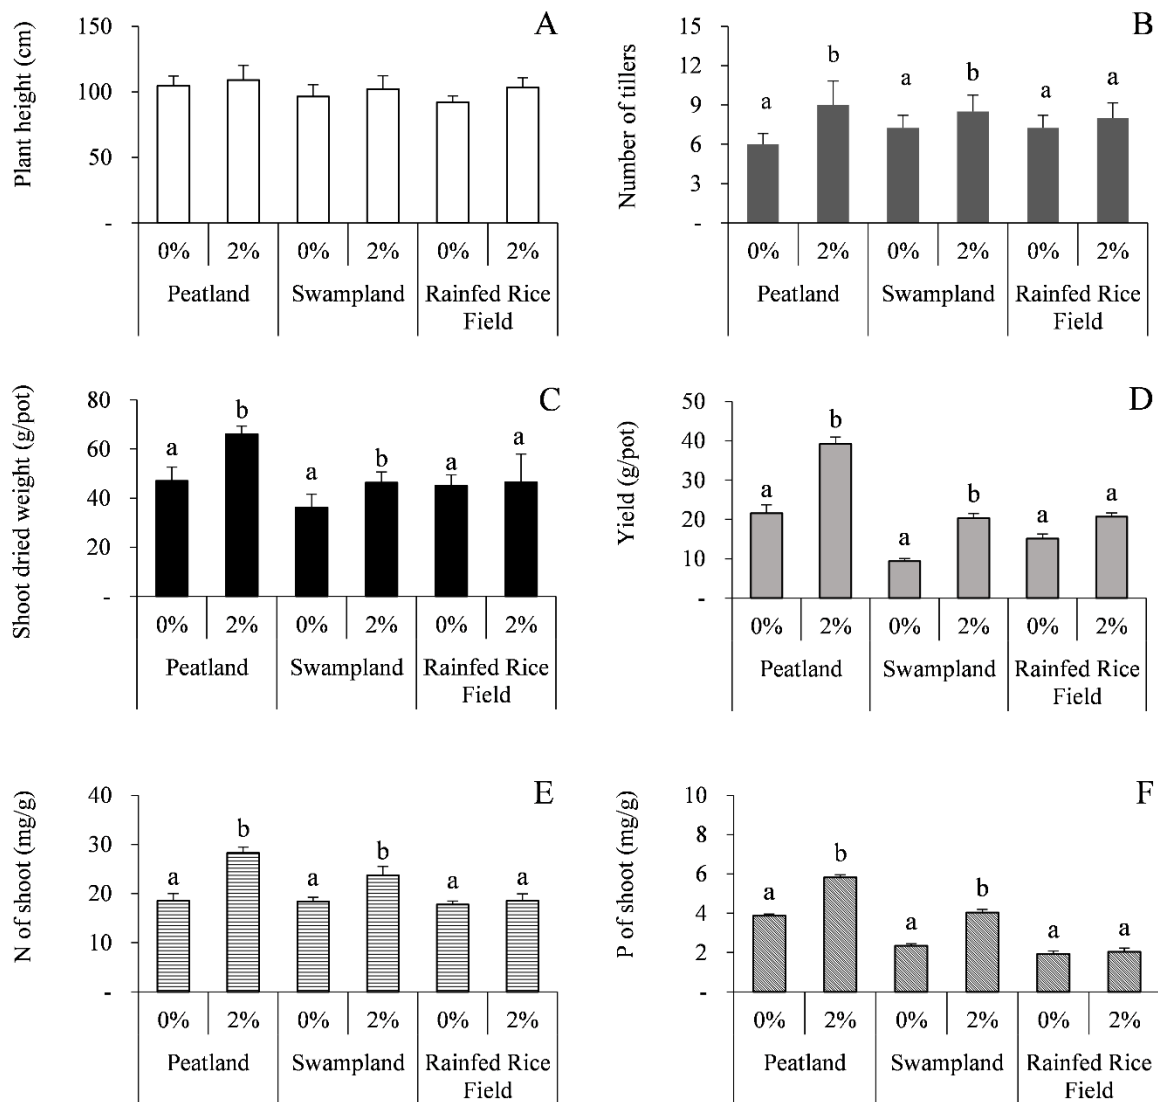 A
Plant height (cm)
150
100
50
-
0% 2% 0% 2% 0% 2%
Peatland Swampland Rainfed Rice
Field
B
Number of tillers
15
12
9
6
3
-
a b a b a a
0% 2% 0% 2% 0% 2%
Peatland Swampland Rainfed Rice
Field
C
Shoot dried weight (g/pot)
80
60
40
20
-
a b a b a a
0% 2% 0% 2% 0% 2%
Peatland Swampland Rainfed Rice
Field
D
Yield (g/pot)
50
40
30
20
10
-
a b a b a a
0% 2% 0% 2% 0% 2%
Peatland Swampland Rainfed Rice
Field
E
N of shoot (mg/g)
40
30
20
10
-
a b a b a a
0% 2% 0% 2% 0% 2%
Peatland Swampland Rainfed Rice
Field
F
P of shoot (mg/g)
10
8
6
4
2
-
a b a b a a
0% 2% 0% 2% 0% 2%
Peatland Swampland Rainfed Rice
Field